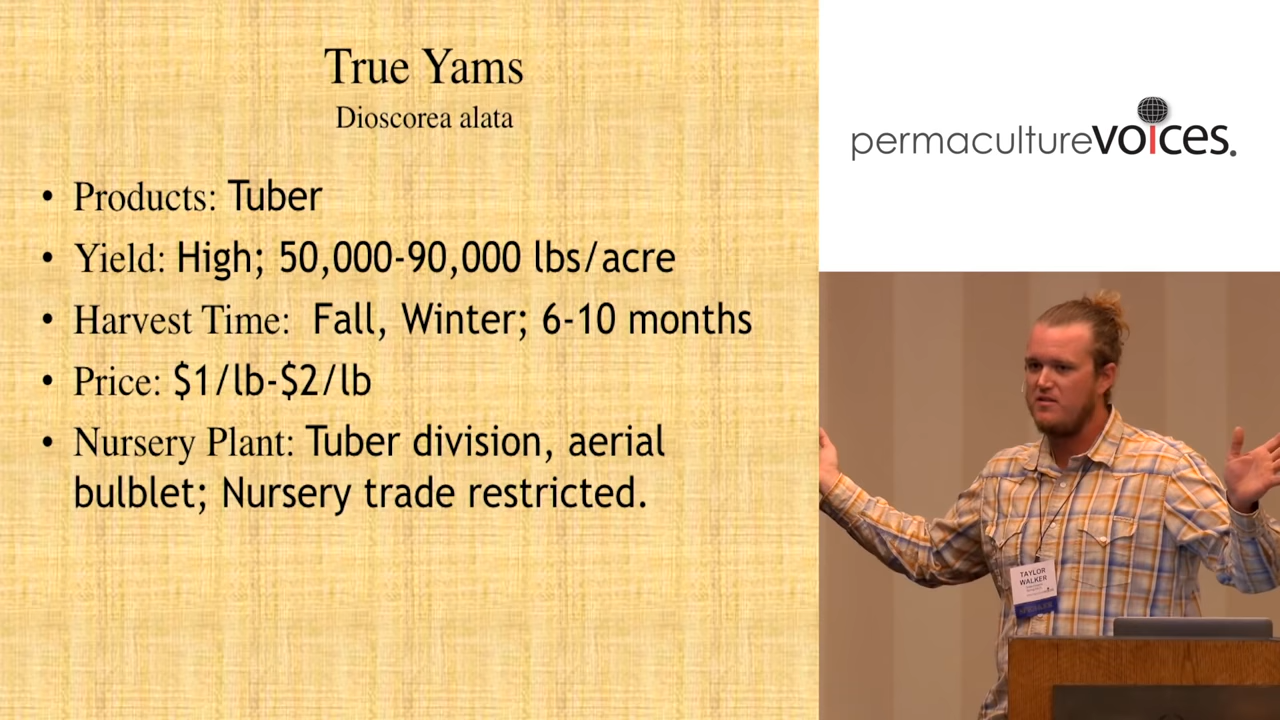 True Yams
Dioscorea alata
• Products: Tuber
• Yield: High; 50,000-90,000 lbs/acre
• Harvest Time: Fall, Winter; 6-10 months
• Price: $1/lb-$2/lb
• Nursery Plant: Tuber division, aerial
bulblet; Nursery trade restricted.
permaculturevoices.
TAYLOR
WALKER